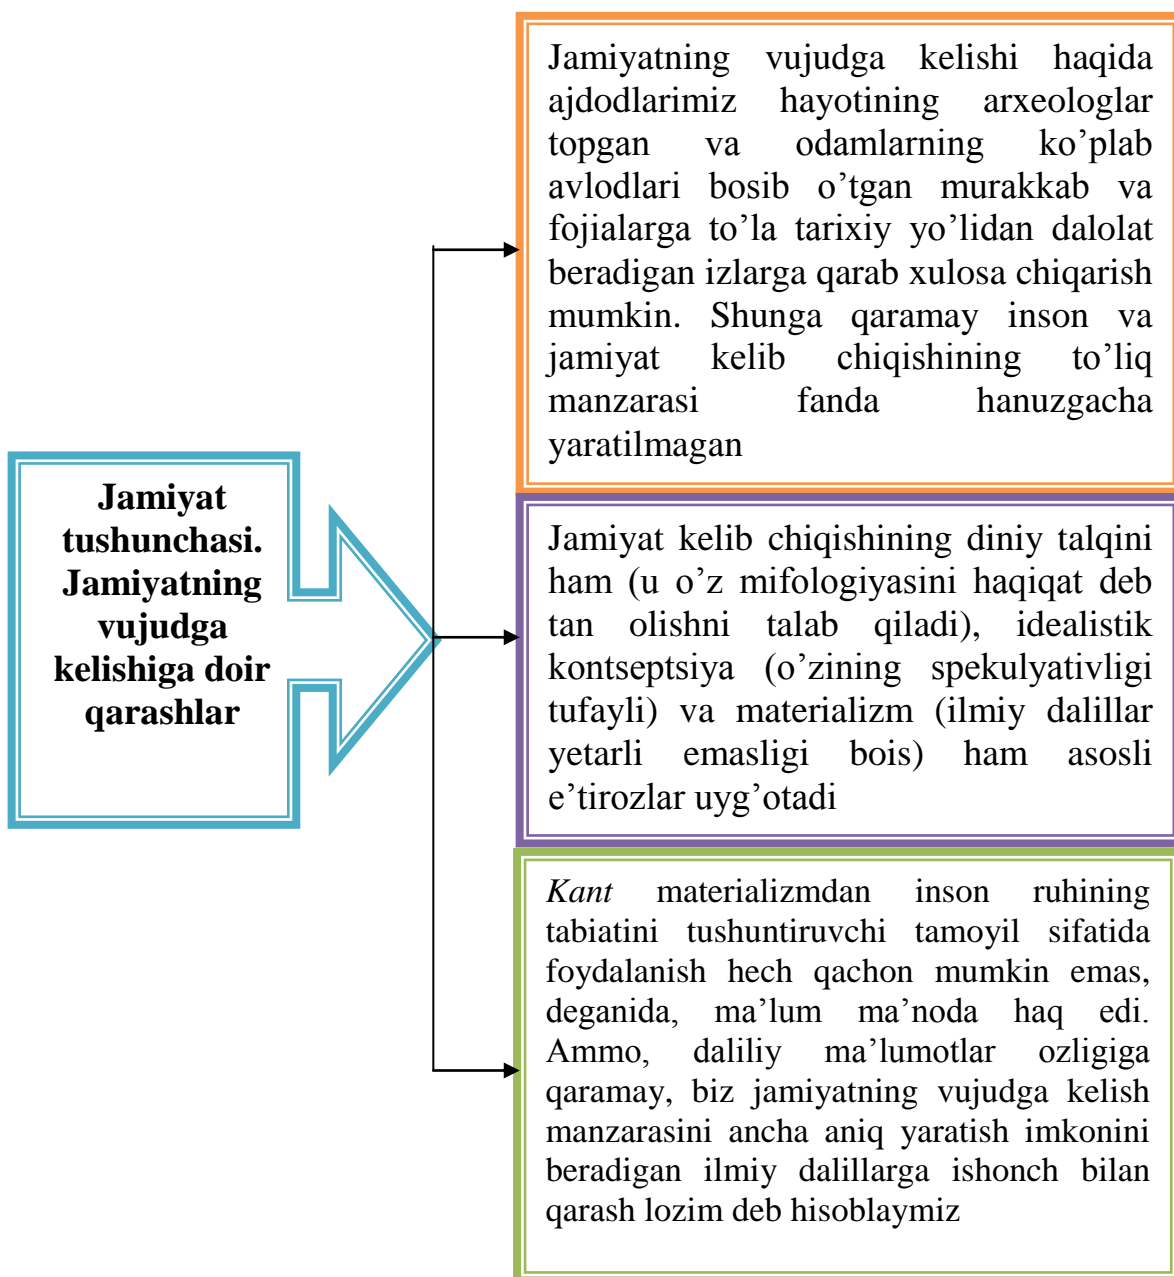 Jamiyat
tushunchasi.
Jamiyatning
vujudga
kelishiga doir
qarashlar
Jamiyatning vujudga kelishi haqida
ajdodlarimiz hayotining arxeologlar
topgan va odamlarning ko’plab
avlodlari bosib o’tgan murakkab va
fojialarga to’la tarixiy yo’lidan dalolat
beradigan izlarga qarab xulosa chiqarish
mumkin. Shunga qaramay inson va
jamiyat kelib chiqishining to’liq
manzarasi fanda hanuzgacha
yaratilmagan
Jamiyat kelib chiqishining diniy talqini
ham (u o’z mifologiyasini haqiqat deb
tan olishni talab qiladi), idealistik
kontseptsiya (o’zining spekulyativligi
tufayli) va materializm (ilmiy dalillar
yetarli emasligi bois) ham asosli
e’tirozlar uyg’otadi
Kant materializmdan inson ruhining
tabiatini tushuntiruvchi tamoyil sifatida
foydalanish hech qachon mumkin emas,
deganida, ma’lum ma’noda haq edi.
Ammo, daliliy ma’lumotlar ozligiga
qaramay, biz jamiyatning vujudga kelish
manzarasini ancha aniq yaratish imkonini
beradigan ilmiy dalillarga ishonch bilan
qarash lozim deb hisoblaymiz